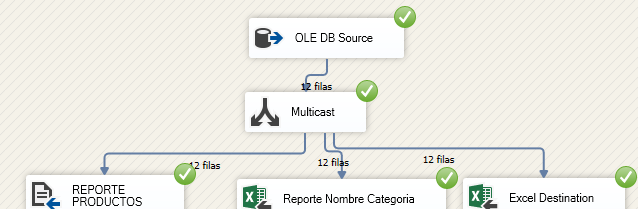 OLE DB Source
12 filas
Multicast
12 filas
12 filas
12 filas
REPORTE
PRODUCTOS
Reporte Nombre Categoria
Excel Destination